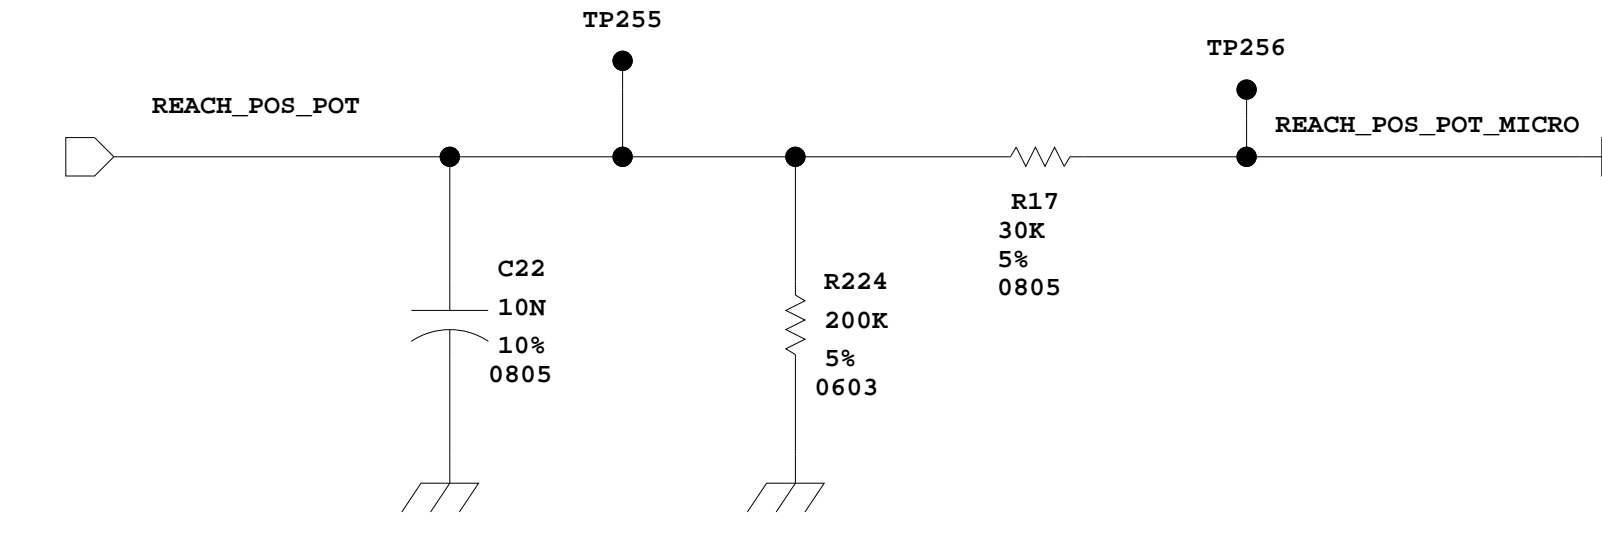 TP255
TP256
REACH_POS_POT
REACH_POS_POT_MICRO
R17
30K
5%
0805
C22
10N
10%
0805
R224
200K
5%
0603